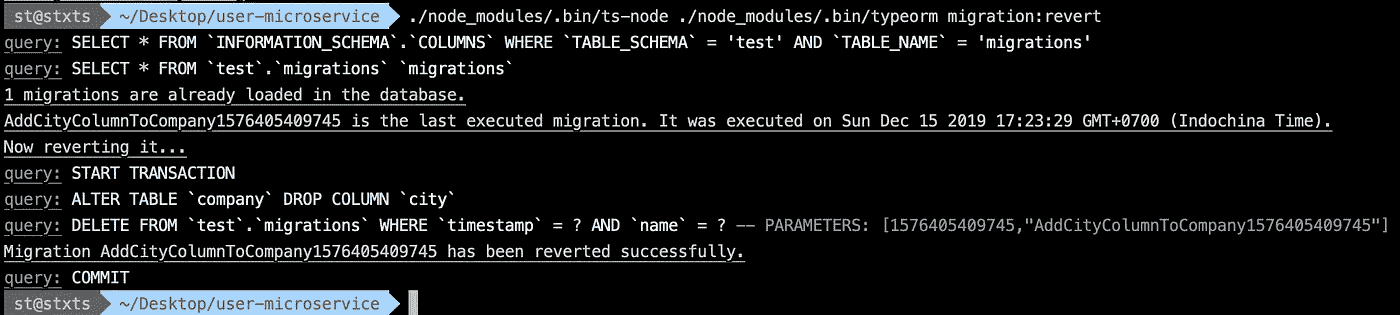 st@stxts ~/Desktop/user-microservice ./node_modules/.bin/ts-node ./node_modules/.bin/typeorm migration:revert
query: SELECT * FROM `INFORMATION_SCHEMA`.`COLUMNS` WHERE `TABLE_SCHEMA` = 'test' AND `TABLE_NAME` = 'migrations'
query: SELECT * FROM `test`.`migrations` `migrations`
1 migrations are already loaded in the database.
AddCityColumnToCompany1576405409745 is the last executed migration. It was executed on Sun Dec 15 2019 17:23:29 GMT+0700 (Indochina Time).
Now reverting it...
query: START TRANSACTION
query: ALTER TABLE `company` DROP COLUMN `city`
query: DELETE FROM `test`.`migrations` WHERE `timestamp` = ? AND `name` = ? -- PARAMETERS: [1576405409745,"AddCityColumnToCompany1576405409745"]
Migration AddCityColumnToCompany1576405409745 has been reverted successfully.
query: COMMIT
st@stxts ~/Desktop/user-microservice